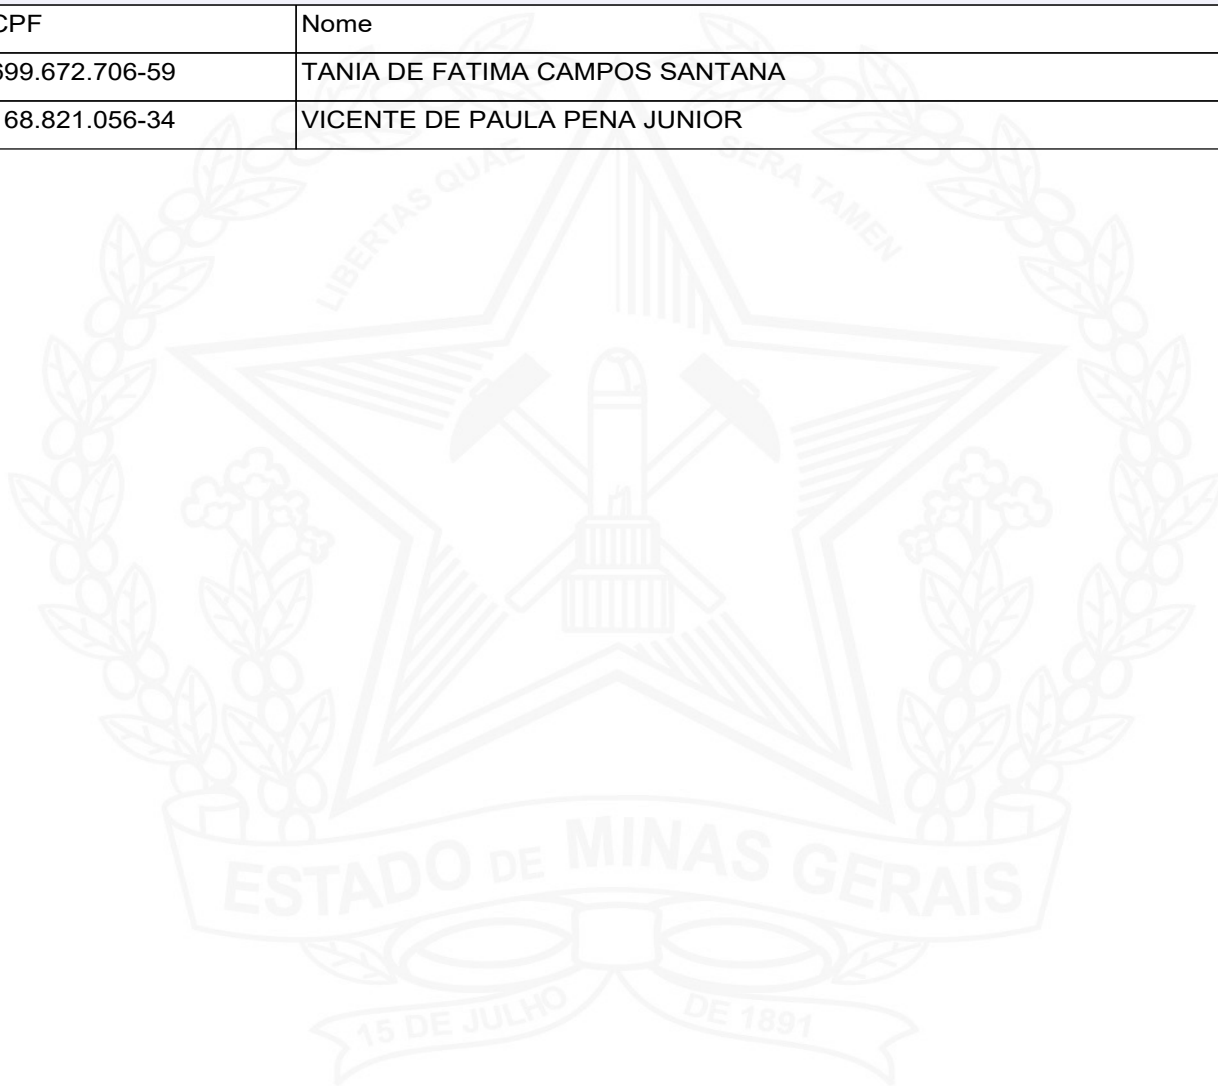 CPF Nome
699.672.706-59 TANIA DE FATIMA CAMPOS SANTANA
68.821.056-34 VICENTE DE PAULA PENA JUNIOR
LIBERTAS QUAE SERA TAMEN
ESTADO DE MINAS GERAIS
15 DE JULHO DE 1891